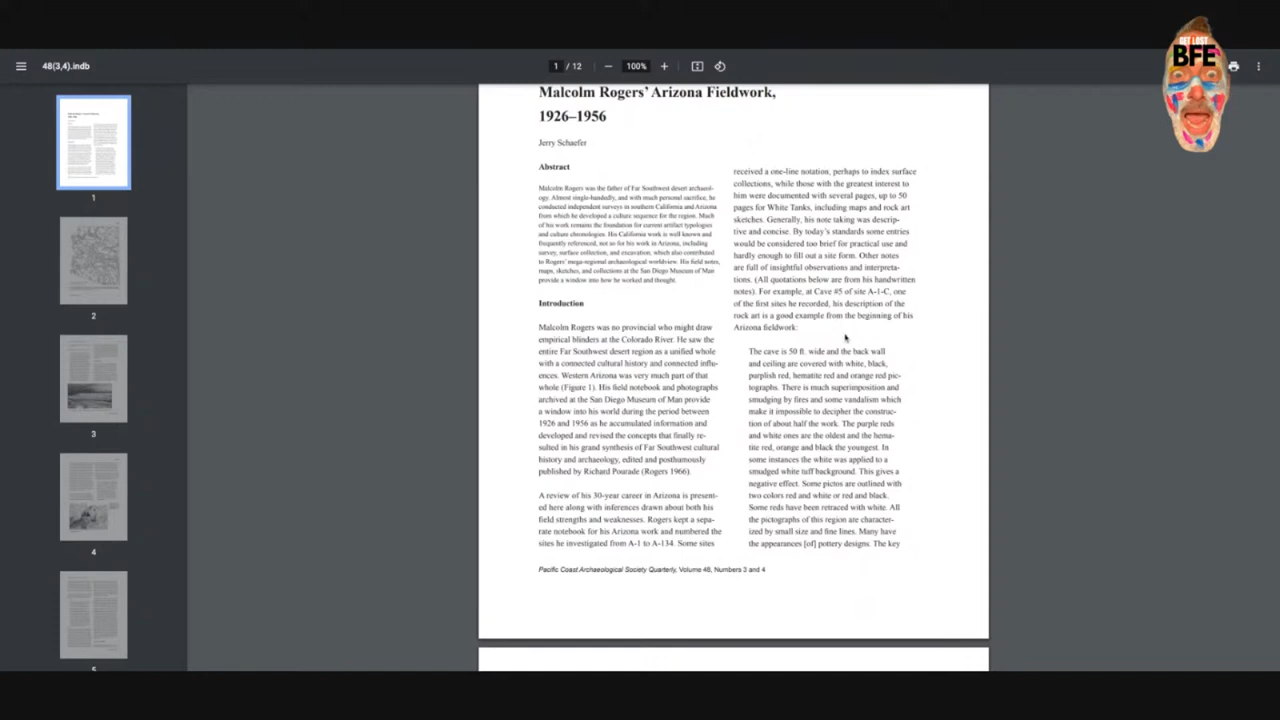 48(3,4).indb
1 / 12
100%
GET LOST
BFE
Malcolm Rogers' Arizona Fieldwork,
1926–1956
Jerry Schaefer
Abstract
Malcolm Rogers was the father of Far Southwest desert archaeol-
ogy. Almost single-handedly, and with much personal sacrifice, he
conducted independent surveys in southern California and Arizona
from which he developed a culture sequence for the region. Much
of his work remains the foundation for current artifact typologies
and culture chronologies. His California work is well known and
frequently referenced, not so for his work in Arizona, including
survey, surface collection, and excavation, which also contributed
to Rogers' mega-regional archaeological worldview. His field notes,
maps, sketches, and collections at the San Diego Museum of Man
provide a window into how he worked and thought.
Introduction
Malcolm Rogers was no provincial who might draw
empirical blinders at the Colorado River. He saw the
entire Far Southwest desert region as a unified whole
with a connected cultural history and connected influ-
ences. Western Arizona was very much part of that
whole (Figure 1). His field notebook and photographs
archived at the San Diego Museum of Man provide
a window into his world during the period between
1926 and 1956 as he accumulated information and
developed and revised the concepts that finally re-
sulted in his grand synthesis of Far Southwest cultural
history and archaeology, edited and posthumously
published by Richard Pourade (Rogers 1966).
A review of his 30-year career in Arizona is present-
ed here along with inferences drawn about both his
field strengths and weaknesses. Rogers kept a sepa-
rate notebook for his Arizona work and numbered the
sites he investigated from A-1 to A-134. Some sites
received a one-line notation, perhaps to index surface
collections, while those with the greatest interest to
him were documented with several pages, up to 50
pages for White Tanks, including maps and rock art
sketches. Generally, his note taking was descrip-
tive and concise. By today's standards some entries
would be considered too brief for practical use and
hardly enough to fill out a site form. Other notes
are full of insightful observations and interpreta-
tions. (All quotations below are from his handwritten
notes). For example, at Cave #5 of site A-1-C, one
of the first sites he recorded, his description of the
rock art is a good example from the beginning of his
Arizona fieldwork:
The cave is 50 ft. wide and the back wall
and ceiling are covered with white, black,
purplish red, hematite red and orange red pic-
tographs. There is much superimposition and
smudging by fires and some vandalism which
make it impossible to decipher the construc-
tion of about half the work. The purple reds
and white ones are the oldest and the hema-
tite red, orange and black the youngest. In
some instances the white was applied to a
smudged white tuff background. This gives a
negative effect. Some pictos are outlined with
two colors red and white or red and black.
Some reds have been retraced with white. All
the pictographs of this region are character-
ized by small size and fine lines. Many have
the appearances [of] pottery designs. The key
Pacific Coast Archaeological Society Quarterly, Volume 48, Numbers 3 and 4
1
2
3
4